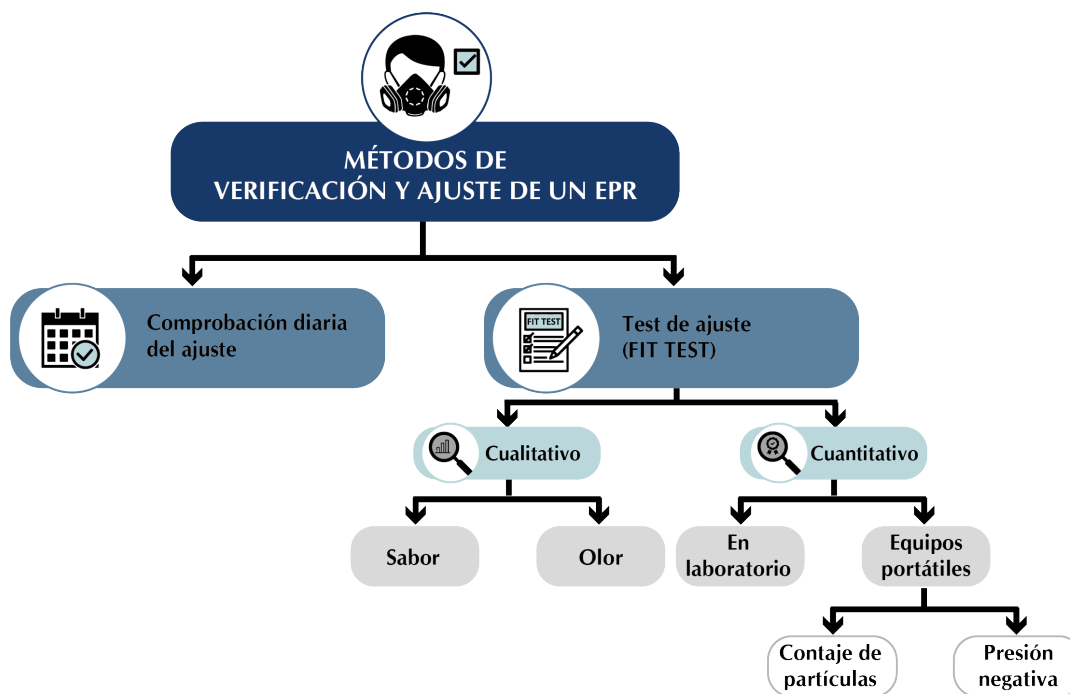 MÉTODOS DE
VERIFICACIÓN Y AJUSTE DE UN EPR
Comprobación diaria
del ajuste
FIT TEST
Test de ajuste
(FIT TEST)
Cualitativo
Cuantitativo
Sabor
Olor
En
laboratorio
Equipos
portátiles
Contaje de
partículas
Presión
negativa